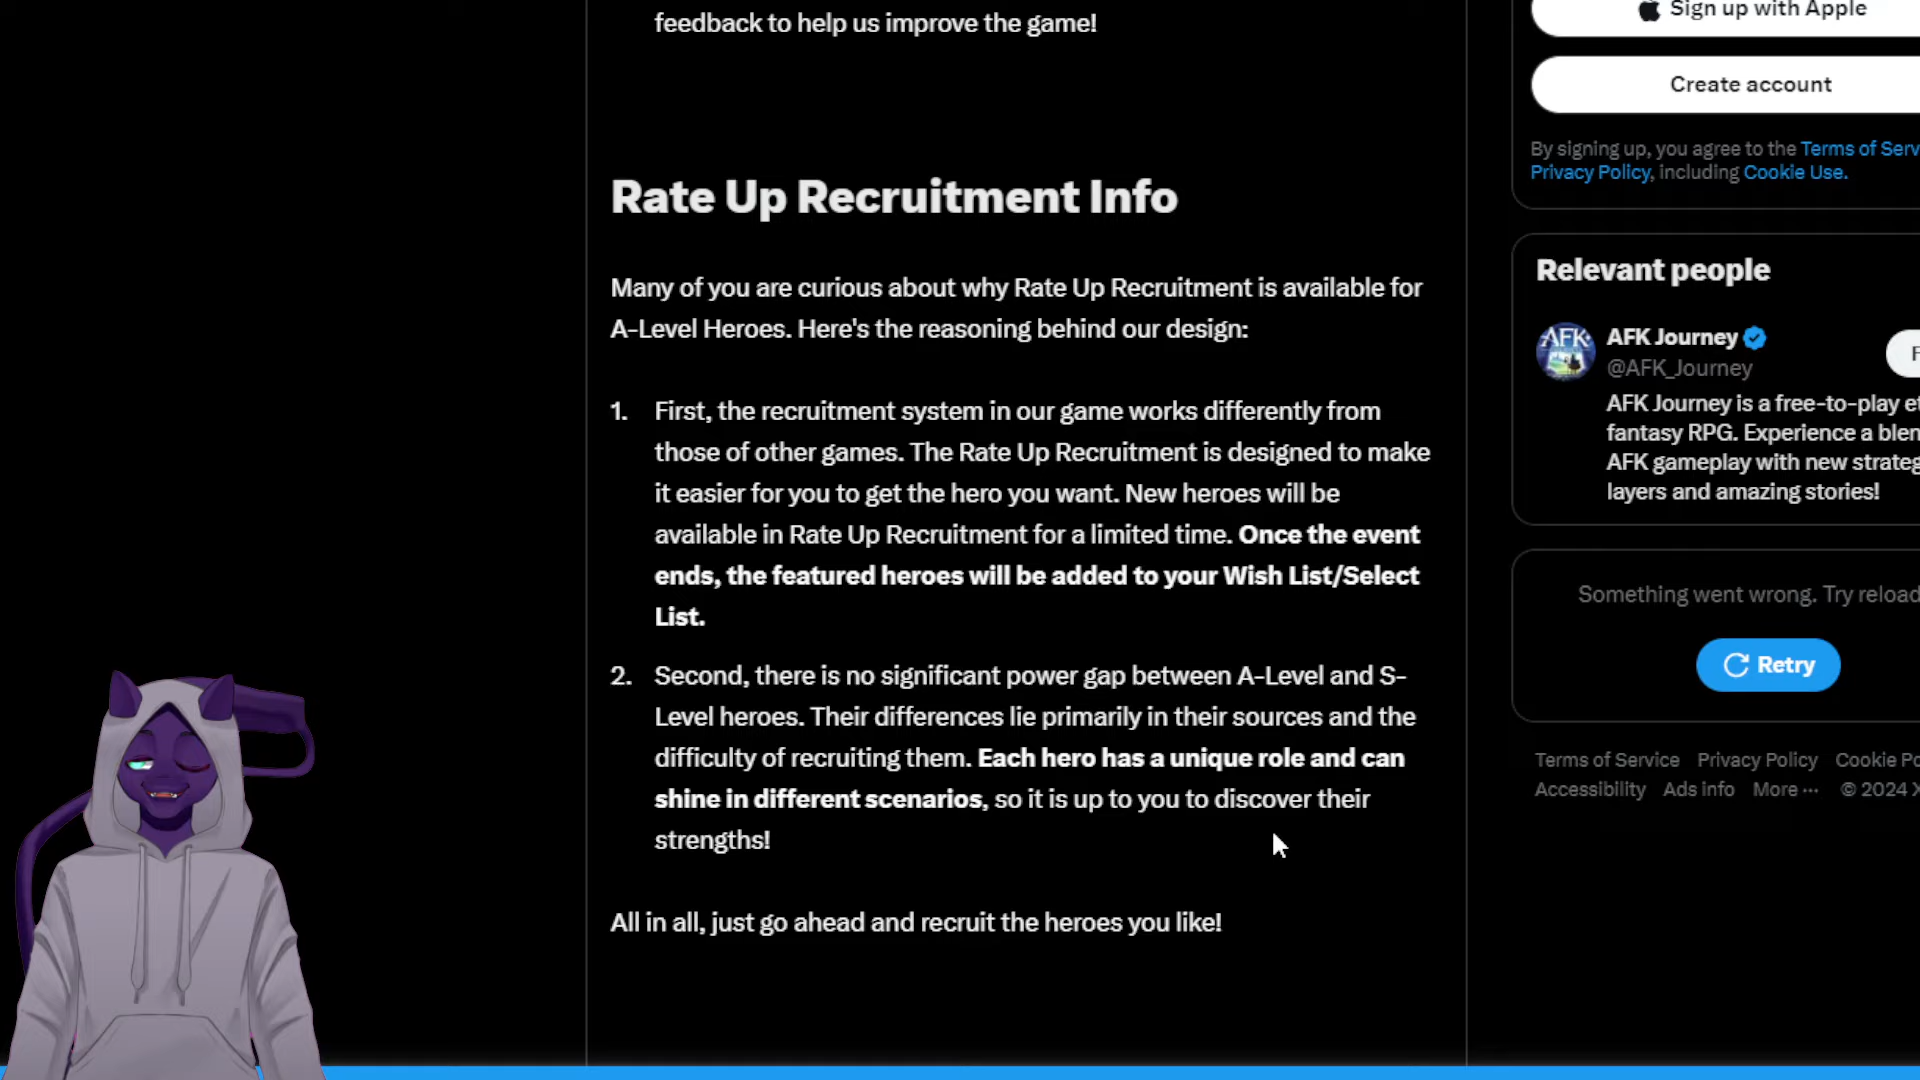 feedback to help us improve the game!
Rate Up Recruitment Info
Many of you are curious about why Rate Up Recruitment is available for
A-Level Heroes. Here's the reasoning behind our design:
1. First, the recruitment system in our game works differently from
those of other games. The Rate Up Recruitment is designed to make
it easier for you to get the hero you want. New heroes will be
available in Rate Up Recruitment for a limited time. Once the event
ends, the featured heroes will be added to your Wish List/Select
List.
2. Second, there is no significant power gap between A-Level and S-
Level heroes. Their differences lie primarily in their sources and the
difficulty of recruiting them. Each hero has a unique role and can
shine in different scenarios, so it is up to you to discover their
strengths!
All in all, just go ahead and recruit the heroes you like!
Sign up with Apple
Create account
By signing up, you agree to the Terms of Serv
Privacy Policy, including Cookie Use.
Relevant people
AFK
AFK Journey
@AFK_Journey
F
AFK Journey is a free-to-play et
fantasy RPG. Experience a blen
AFK gameplay with new strateg
layers and amazing stories!
Something went wrong. Try reload
Retry
Terms of Service Privacy Policy Cookie Po
Accessibility Ads info More ··· © 2024 X